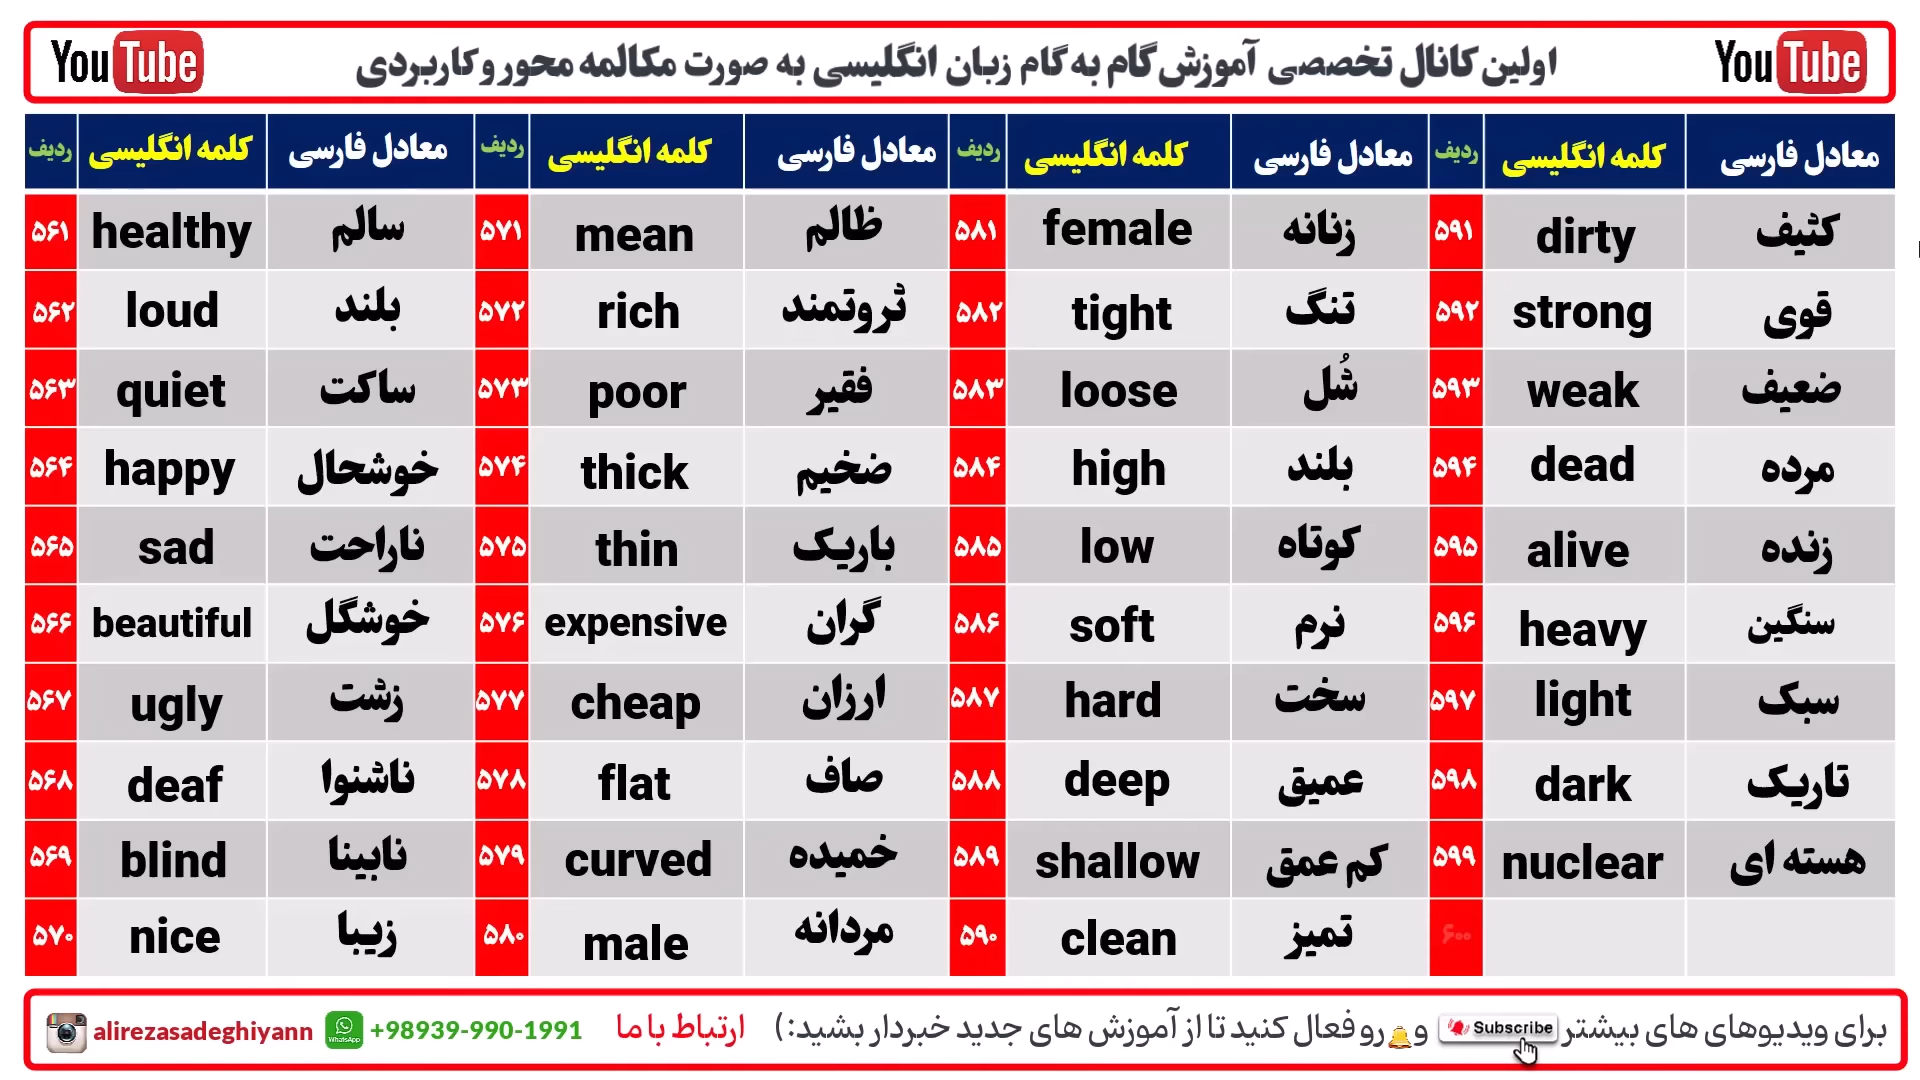 YouTube اولین کانال تخصصی آموزش گام به گام زبان انگلیسی به صورت مکالمه محور و کاربردی YouTube
ردیف کلمه انگلیسی معادل فارسی ردیف کلمه انگلیسی معادل فارسی ردیف کلمه انگلیسی معادل فارسی ردیف کلمه انگلیسی معادل فارسی
۵۶۱ healthy سالم ۵۷۱ mean ظالم ۵۸۱ female زنانه ۵۹۱ dirty کثیف
۵۶۲ loud بلند ۵۷۲ rich ثروتمند ۵۸۲ tight تنگ ۵۹۲ strong قوی
۵۶۳ quiet ساکت ۵۷۳ poor فقیر ۵۸۳ loose شُل ۵۹۳ weak ضعیف
۵۶۴ happy خوشحال ۵۷۴ thick ضخیم ۵۸۴ high بلند ۵۹۴ dead مرده
۵۶۵ sad ناراحت ۵۷۵ thin باریک ۵۸۵ low کوتاه ۵۹۵ alive زنده
۵۶۶ beautiful خوشگل ۵۷۶ expensive گران ۵۸۶ soft نرم ۵۹۶ heavy سنگین
۵۶۷ ugly زشت ۵۷۷ cheap ارزان ۵۸۷ hard سخت ۵۹۷ light سبک
۵۶۸ deaf ناشنوا ۵۷۸ flat صاف ۵۸۸ deep عمیق ۵۹۸ dark تاریک
۵۶۹ blind نابینا ۵۷۹ curved خمیده ۵۸۹ shallow کم عمق ۵۹۹ nuclear هسته ای
۵۷۰ nice زیبا ۵۸۰ male مردانه ۵۹۰ clean تمیز ۶۰۰
برای ویدیوهای های بیشتر Subscribe و رو فعال کنید تا از آموزش های جدید خبردار بشید:) ارتباط با ما +98939-990-1991 WhatsApp alirezasadeghiyann